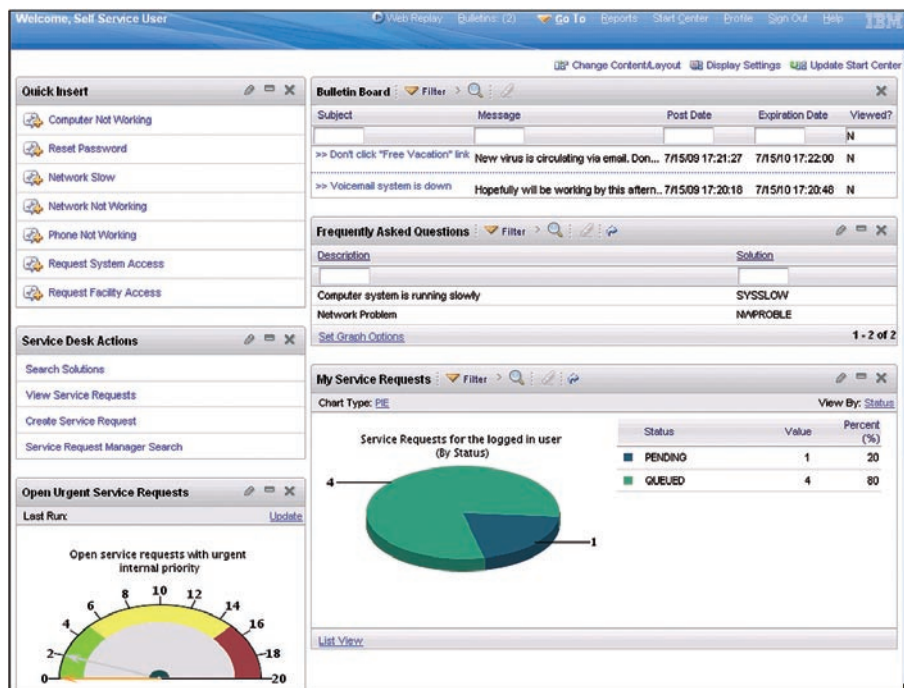 Welcome, Self Service User
Web Replay Bulletins: (2) Go To Reports Start Center Profile Sign Out Help IBM
Change Content/Layout Display Settings Update Start Center
Quick Insert
Computer Not Working
Reset Password
Network Slow
Network Not Working
Phone Not Working
Request System Access
Request Facility Access
Service Desk Actions
Search Solutions
View Service Requests
Create Service Request
Service Request Manager Search
Open Urgent Service Requests
Last Run: Update
Open service requests with urgent
internal priority
0 2 4 6 8 10 12 14 16 18 20
Bulletin Board Filter
Subject Message Post Date Expiration Date Viewed?
N
>> Don't click "Free Vacation" link New virus is circulating via email. Don... 7/15/09 17:21:27 7/15/10 17:22:00 N
>> Voicemail system is down Hopefully will be working by this aftern... 7/15/09 17:20:18 7/15/10 17:20:48 N
Frequently Asked Questions Filter
Description Solution
Computer system is running slowly SYSSLOW
Network Problem NWPROBLE
Set Graph Options 1 - 2 of 2
My Service Requests Filter
Chart Type: PIE View By: Status
Service Requests for the logged in user
(By Status)
4
1
Status Value Percent
(%)
PENDING 1 20
QUEUED 4 80
List View